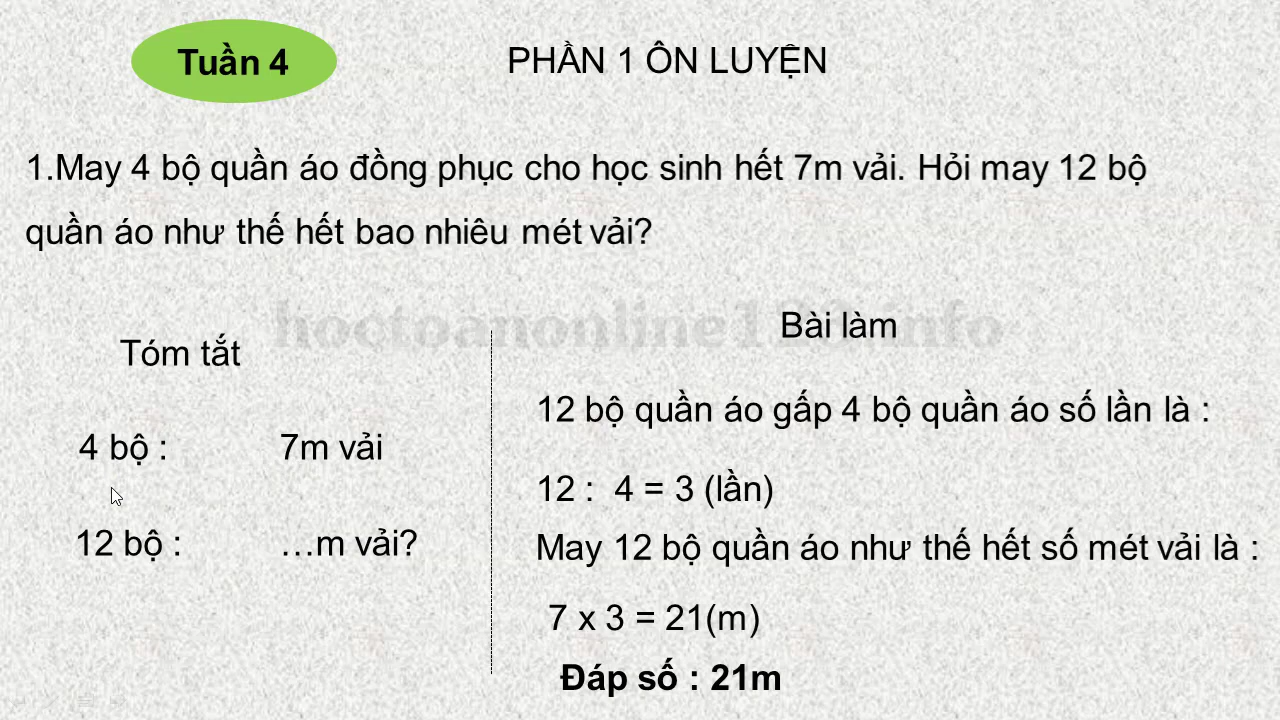 Tuần 4
PHẦN 1 ÔN LUYỆN
1.May 4 bộ quần áo đồng phục cho học sinh hết 7m vải. Hỏi may 12 bộ
quần áo như thế hết bao nhiêu mét vải?
Tóm tắt
4 bộ : 7m vải
12 bộ : …m vải?
Bài làm
12 bộ quần áo gấp 4 bộ quần áo số lần là :
12 : 4 = 3 (lần)
May 12 bộ quần áo như thế hết số mét vải là :
7 x 3 = 21(m)
Đáp số : 21m